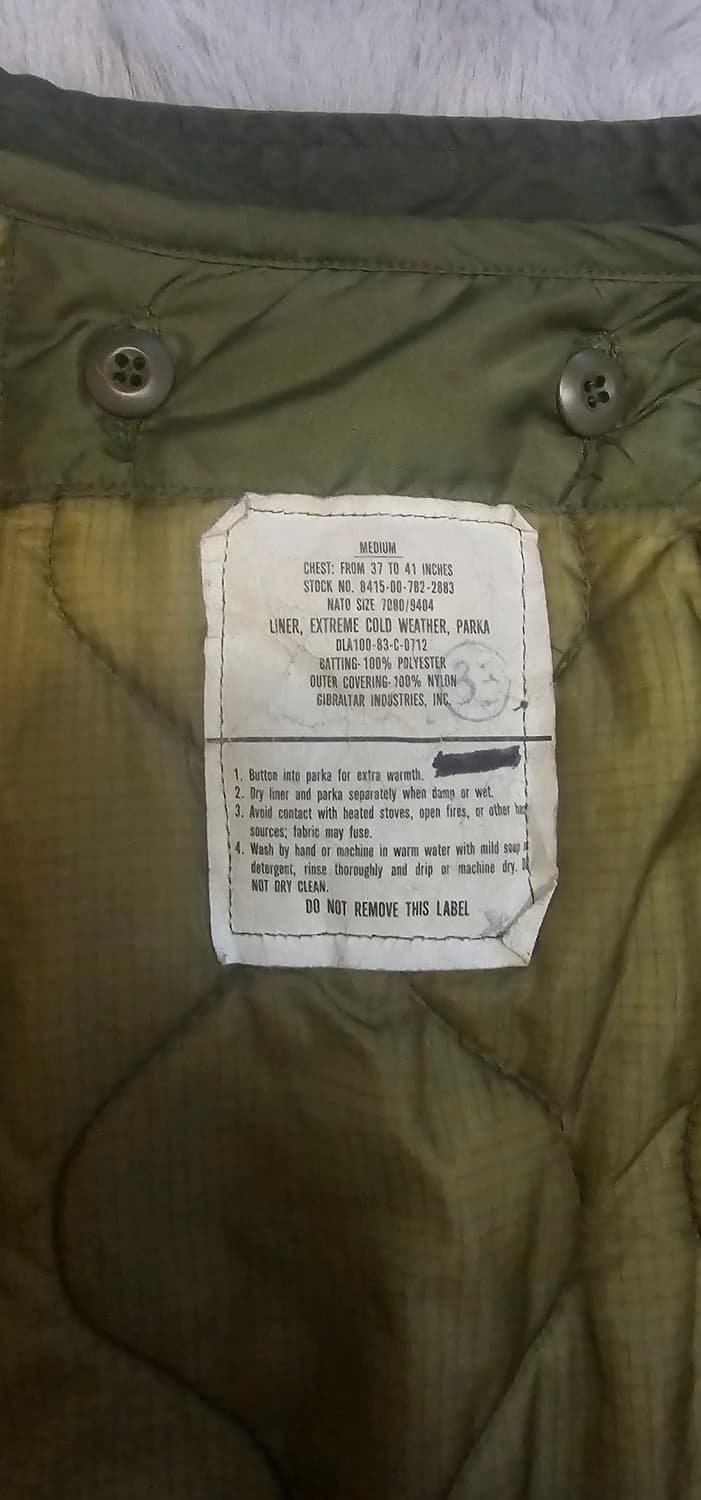 MEDIUM
CHEST: FROM 37 TO 41 INCHES
STOCK NO. 8415-00-782-2883
NATO SIZE 7080/9404
LINER, EXTREME COLD WEATHER, PARKA
DLA100-83-C-0712
BATTING-100% POLYESTER
OUTER COVERING-100% NYLON
GIBRALTAR INDUSTRIES, INC.
33
1. Button into parka for extra warmth.
2. Dry liner and parka separately when damp or wet.
3. Avoid contact with heated stoves, open fires, or other
sources; fabric may fuse.
4. Wash by hand or machine in warm water with mild soap
detergent, rinse thoroughly and drip or machine dry.
NOT DRY CLEAN.
DO NOT REMOVE THIS LABEL